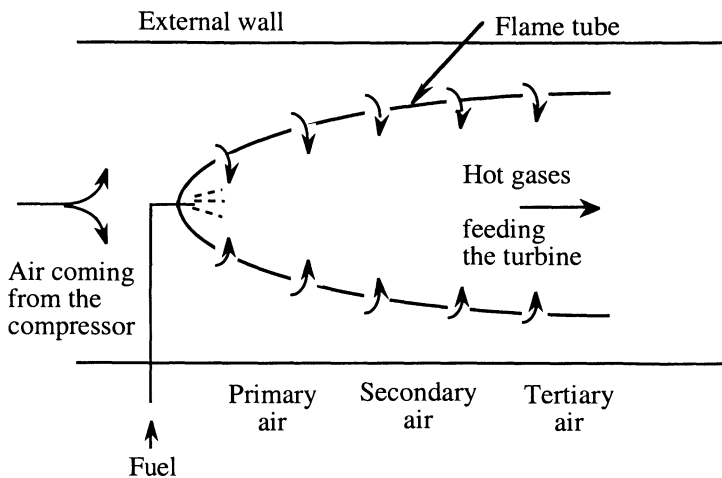 External wall
Flame tube
Hot gases
feeding
the turbine
Air coming
from the
compressor
Primary
air
Secondary
air
Tertiary
air
Fuel